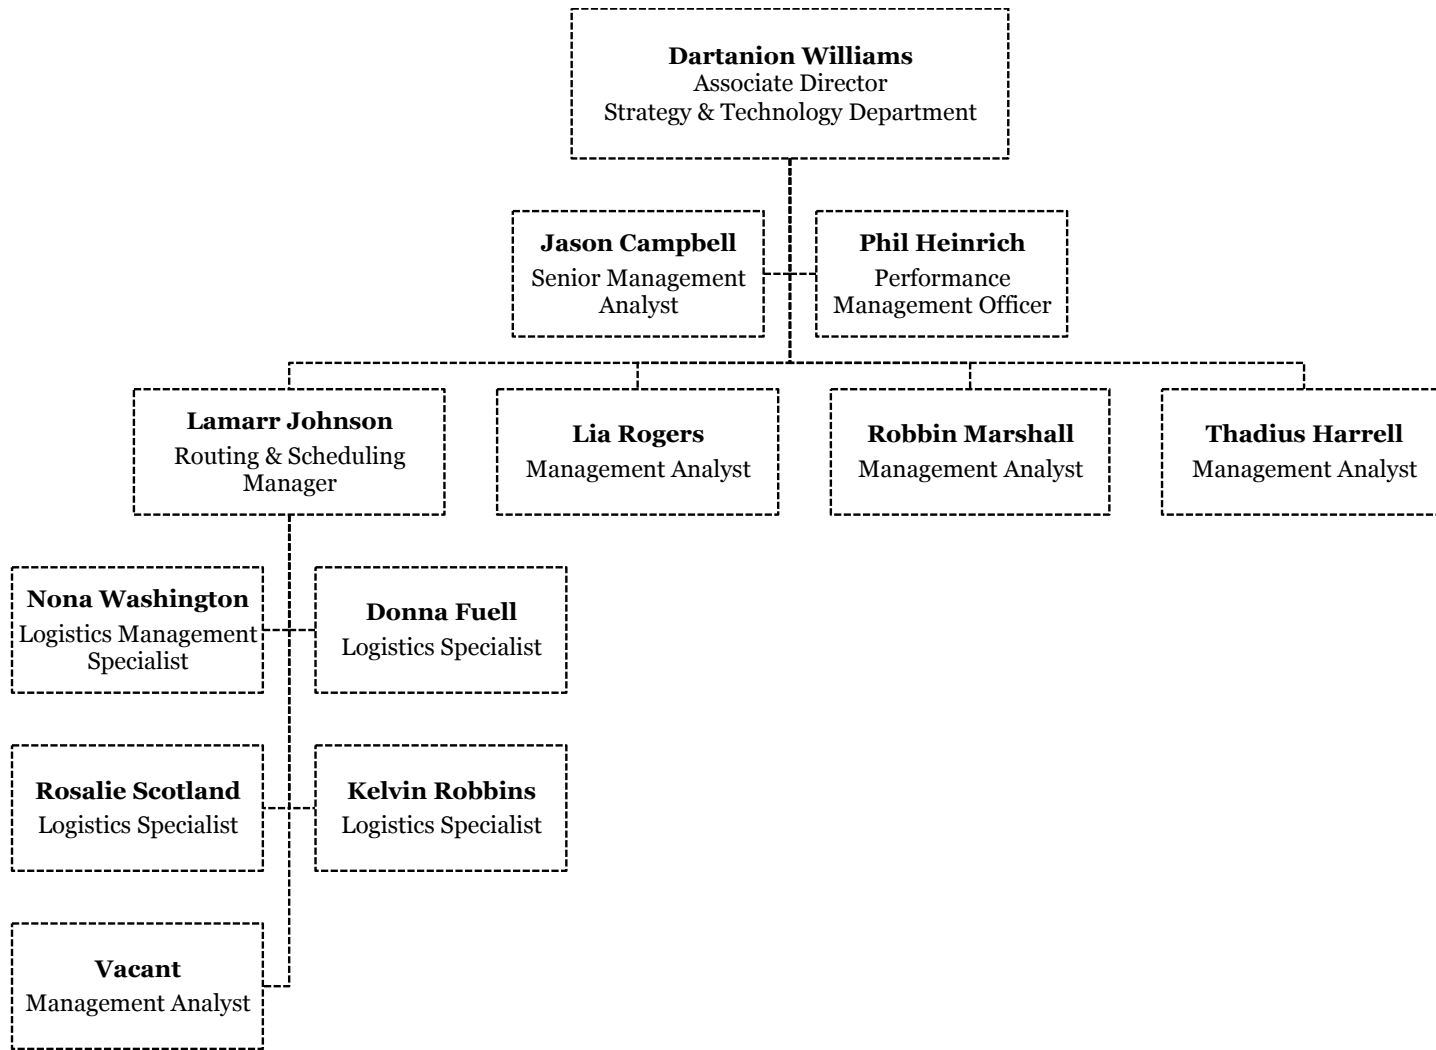 Dartanion Williams
Associate Director
Strategy & Technology Department
Jason Campbell
Senior Management
Analyst
Phil Heinrich
Performance
Management Officer
Lamarr Johnson
Routing & Scheduling
Manager
Lia Rogers
Management Analyst
Robbin Marshall
Management Analyst
Thadius Harrell
Management Analyst
Nona Washington
Logistics Management
Specialist
Donna Fuell
Logistics Specialist
Rosalie Scotland
Logistics Specialist
Kelvin Robbins
Logistics Specialist
Vacant
Management Analyst